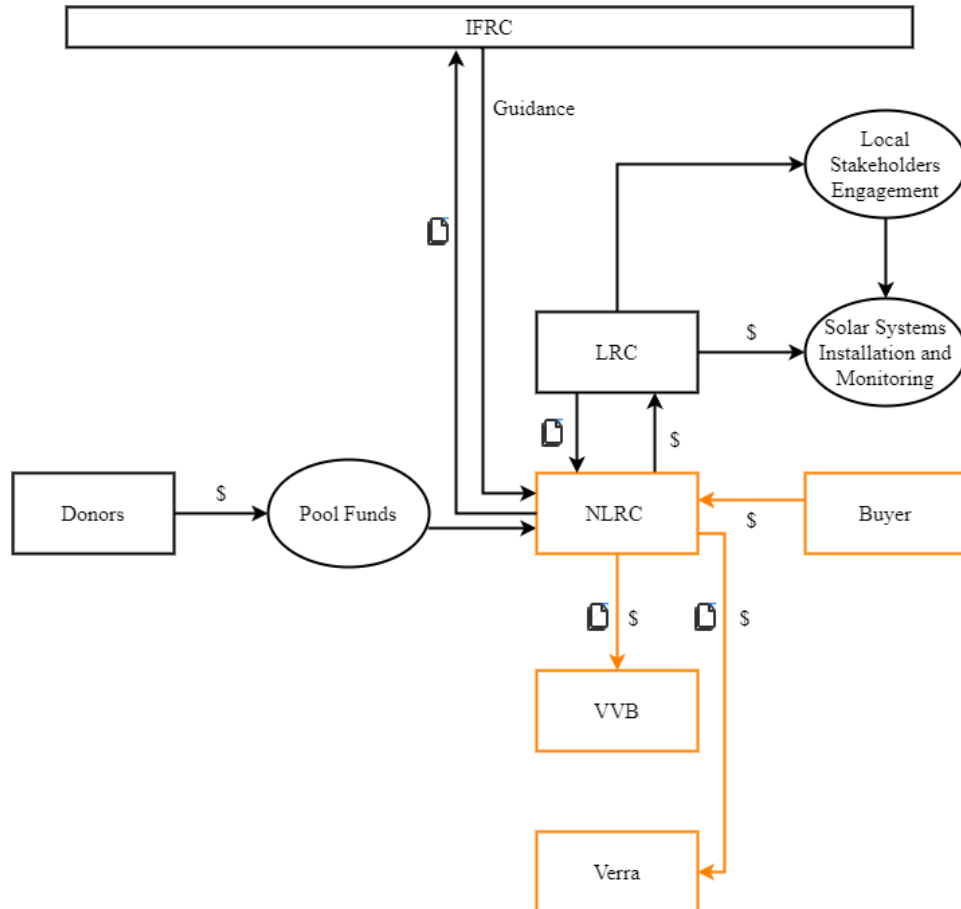 IFRC
Guidance
Local
Stakeholders
Engagement
LRC
$
Solar Systems
Installation and
Monitoring
$
Donors
$
Pool Funds
NLRC
$
Buyer
$
$
VVB
Verra